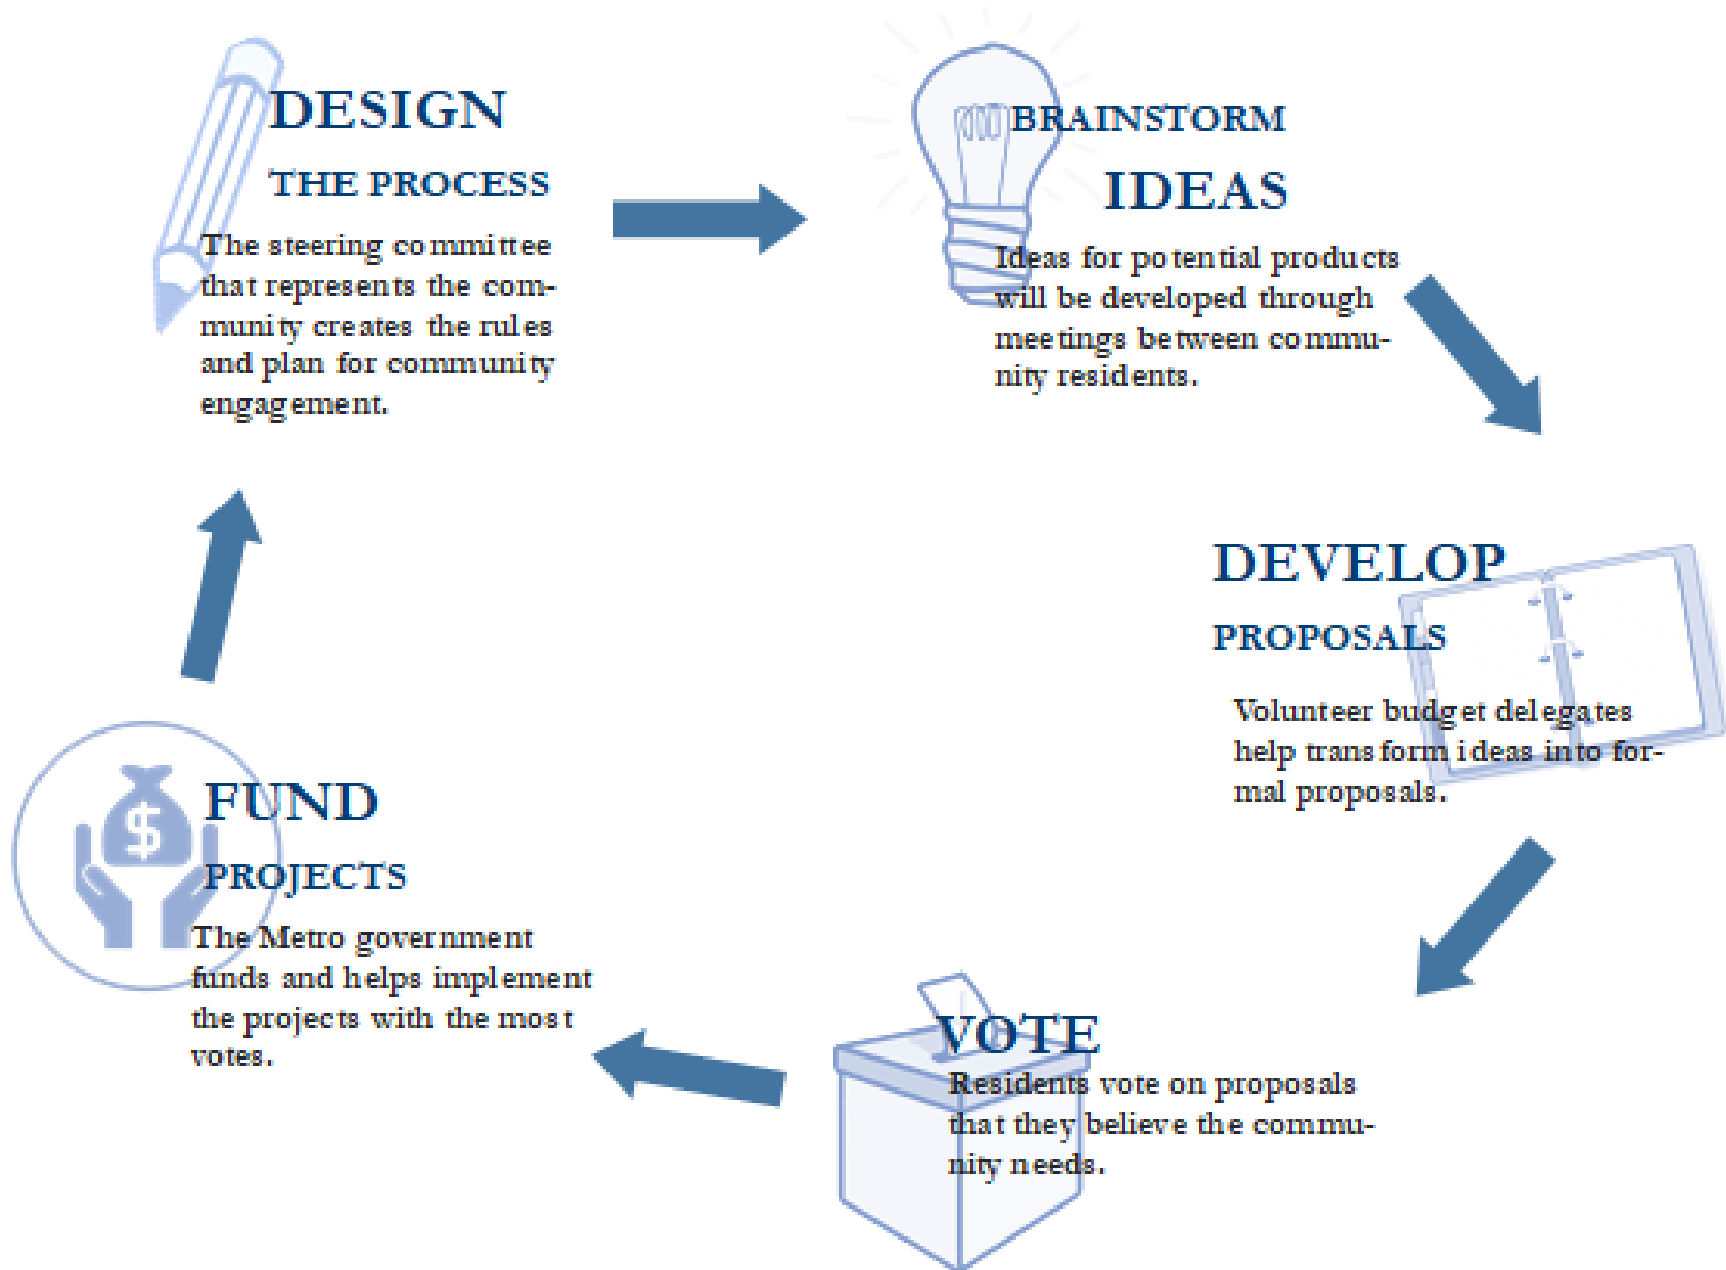 DESIGN
THE PROCESS
The steering committee
that represents the com-
munity creates the rules
and plan for community
engagement.
BRAINSTORM
IDEAS
Ideas for potential products
will be developed through
meetings between commu-
nity residents.
DEVELOP
PROPOSALS
Volunteer budget delegates
help transform ideas into for-
mal proposals.
VOTE
Residents vote on proposals
that they believe the commu-
nity needs.
FUND
PROJECTS
$
The Metro government
funds and helps implement
the projects with the most
votes.